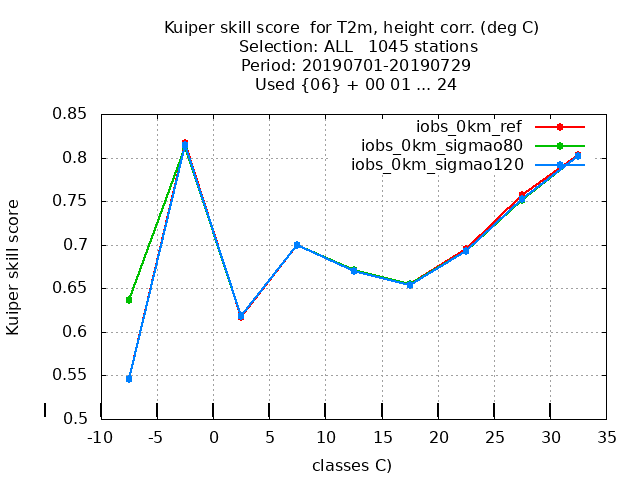 Kuiper skill score  for T2m, height corr. (deg C)
Selection: ALL   1045 stations
Period: 20190701-20190729
Used {06} + 00 01 ... 24
0.85
0.8
0.75
0.7
0.65
0.6
0.55
0.5
Kuiper skill score
iobs_0km_ref
iobs_0km_sigmao80
iobs_0km_sigmao120
-10 -5 0 5 10 15 20 25 30 35
classes C)